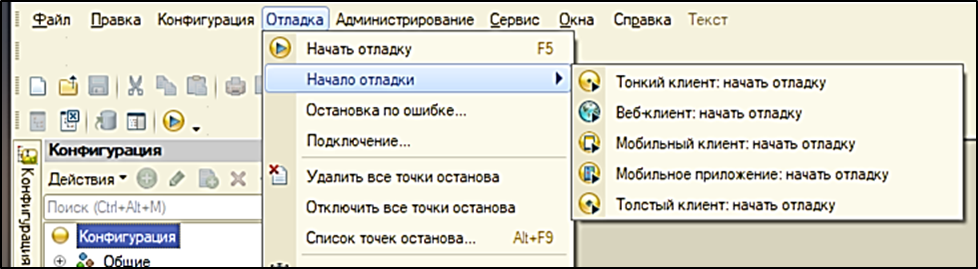 Файл Правка Конфигурация Отладка Администрирование Сервис Окна Справка Текст
Начать отладку F5
Начало отладки
Остановка по ошибке...
Подключение...
Удалить все точки останова
Отключить все точки останова
Список точек останова... Alt+F9
Тонкий клиент: начать отладку
Веб-клиент: начать отладку
Мобильный клиент: начать отладку
Мобильное приложение: начать отладку
Толстый клиент: начать отладку
Конфигурация
Конфигурация
Действия
Поиск (Ctrl+Alt+M)
Конфигурация
Общие